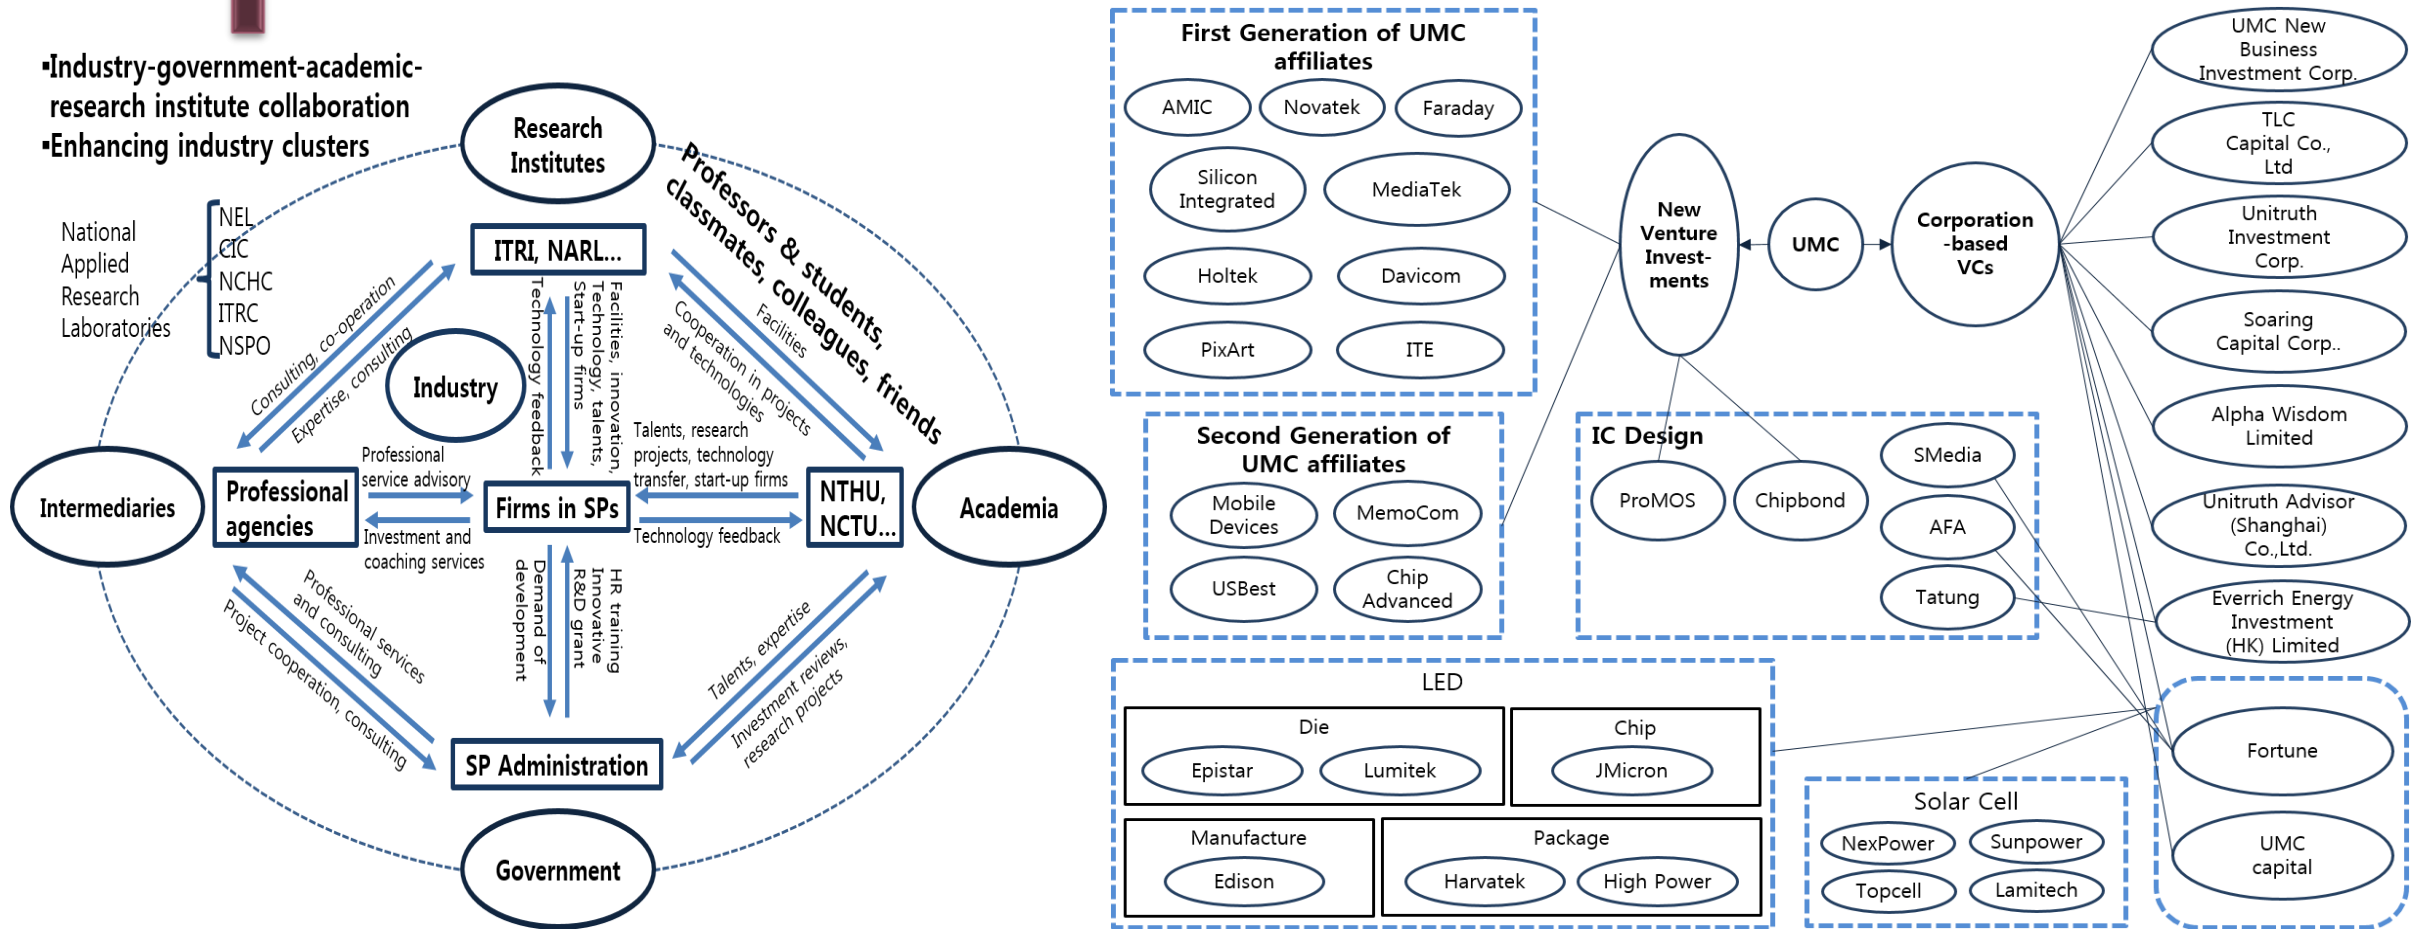 ▪Industry-government-academic-
research institute collaboration
▪Enhancing industry clusters
Research
Institutes
Professors & students,
classmates, colleagues, friends
National
Applied
Research
Laboratories
NEL
CIC
NCHC
ITRC
NSPO
ITRI, NARL...
Consulting, co-operation
Expertise, consulting
Industry
Technology feedback
Facilities, innovation,
Technology, talents,
Start-up firms
Facilities
Cooperation in projects
and technologies
Intermediaries
Professional
agencies
Professional
service advisory
Investment and
coaching services
Firms in SPs
Talents, research
projects, technology
transfer, start-up firms
Technology feedback
NTHU,
NCTU...
Academia
Professional services
and consulting
Project cooperation, consulting
Demand of
development
HR training
Innovative
R&D grant
Talents, expertise
Investment reviews,
research projects
SP Administration
Government
First Generation of UMC
affiliates
AMIC
Novatek
Faraday
Silicon
Integrated
MediaTek
Holtek
Davicom
PixArt
ITE
Second Generation of
UMC affiliates
Mobile
Devices
MemoCom
USBest
Chip
Advanced
New
Venture
Invest-
ments
UMC
Corporation
-based
VCs
IC Design
ProMOS
Chipbond
SMedia
AFA
Tatung
LED
Die
Epistar
Lumitek
Chip
JMicron
Manufacture
Edison
Package
Harvatek
High Power
Solar Cell
NexPower
Sunpower
Topcell
Lamitech
UMC New
Business
Investment Corp.
TLC
Capital Co.,
Ltd
Unitruth
Investment
Corp.
Soaring
Capital Corp..
Alpha Wisdom
Limited
Unitruth Advisor
(Shanghai)
Co.,Ltd.
Everrich Energy
Investment
(HK) Limited
Fortune
UMC
capital